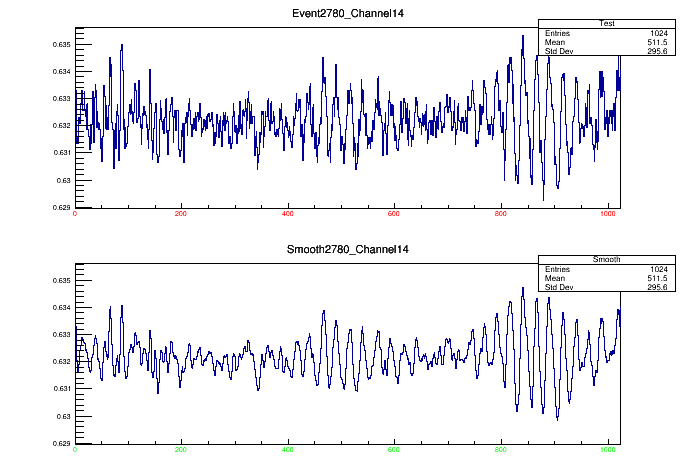 Event2780_Channel14
Test
Entries 1024
Mean 511.5
Std Dev 295.6
0.635
0.634
0.633
0.632
0.631
0.63
0.629
0 200 400 600 800 1000
Smooth2780_Channel14
Smooth
Entries 1024
Mean 511.5
Std Dev 295.6
0.635
0.634
0.633
0.632
0.631
0.63
0.629
0 200 400 600 800 1000